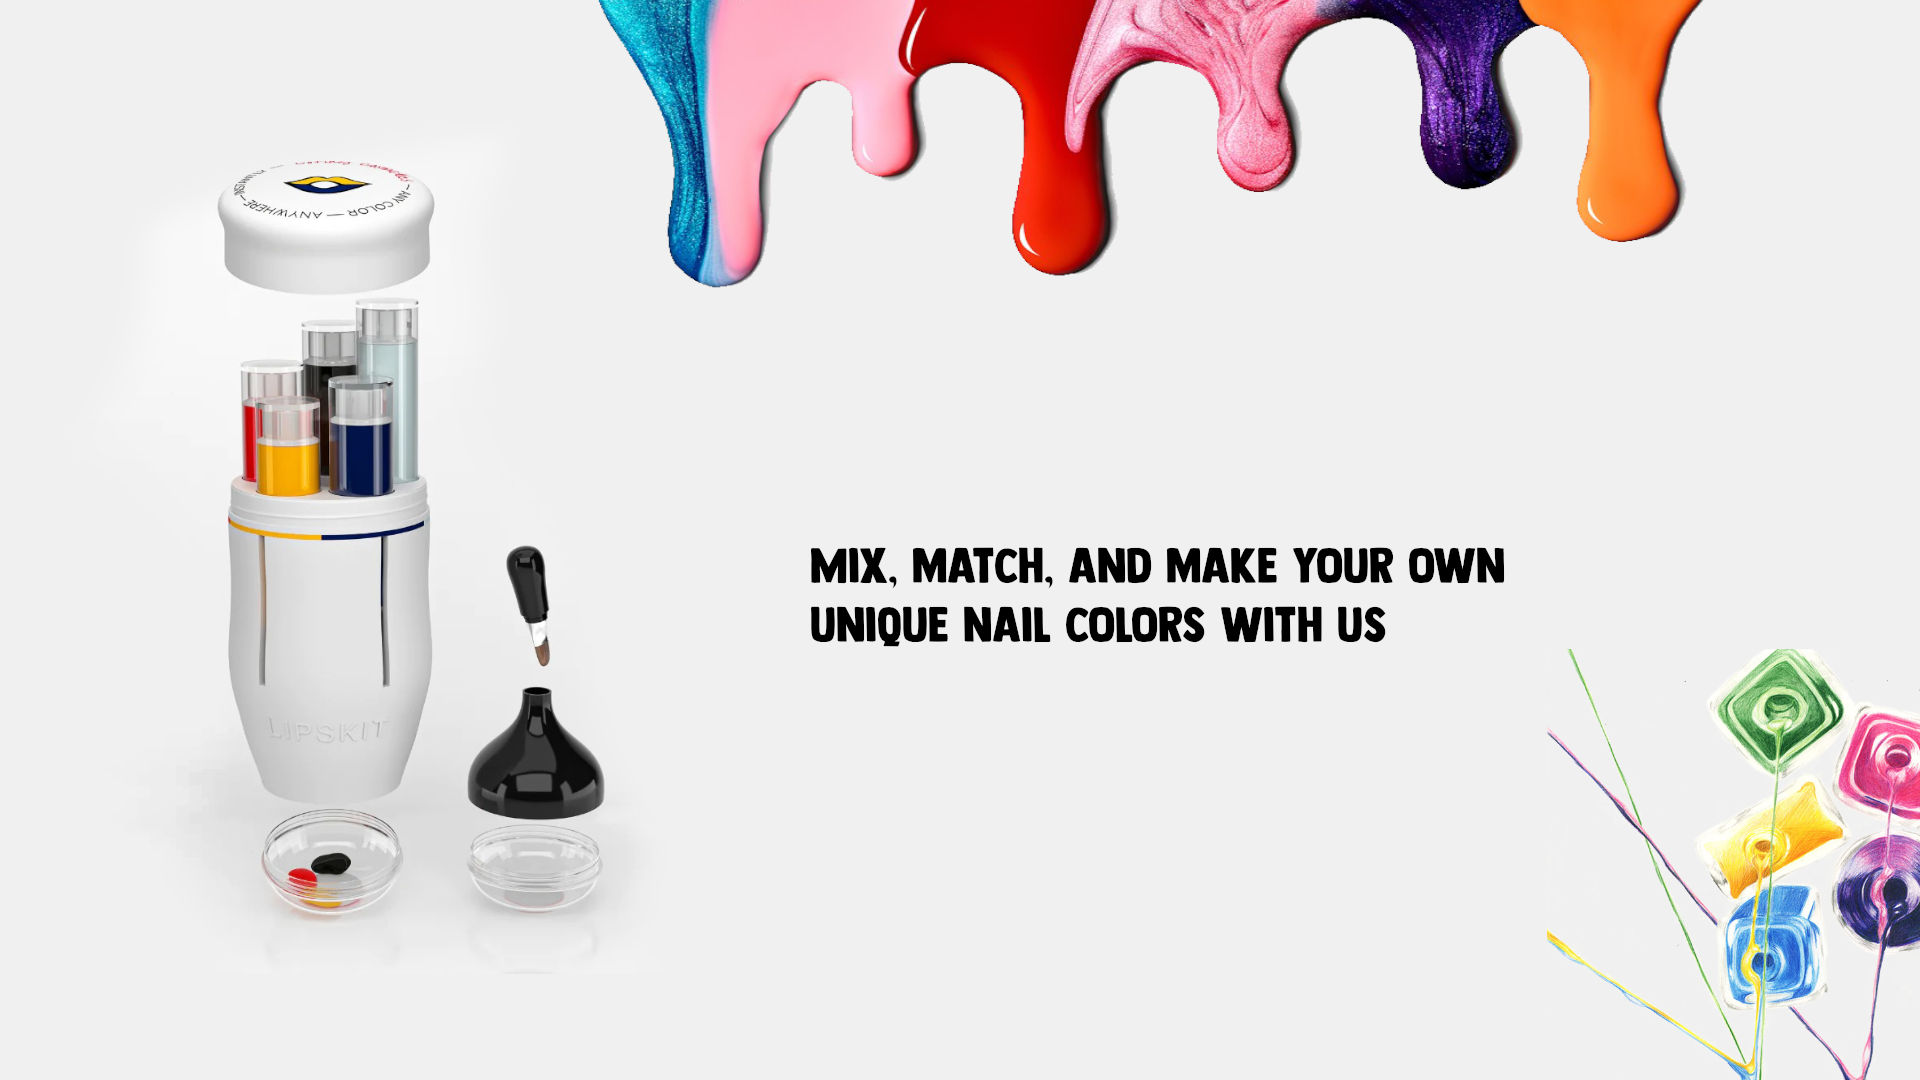 ANY COLOR — ANYWHERE —
LIPSKIT
MIX, MATCH, AND MAKE YOUR OWN
UNIQUE NAIL COLORS WITH US